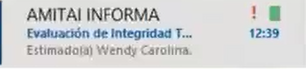 AMITAI INFORMA !
Evaluación de Integridad T... 12:39
Estimado(a) Wendy Carolina.